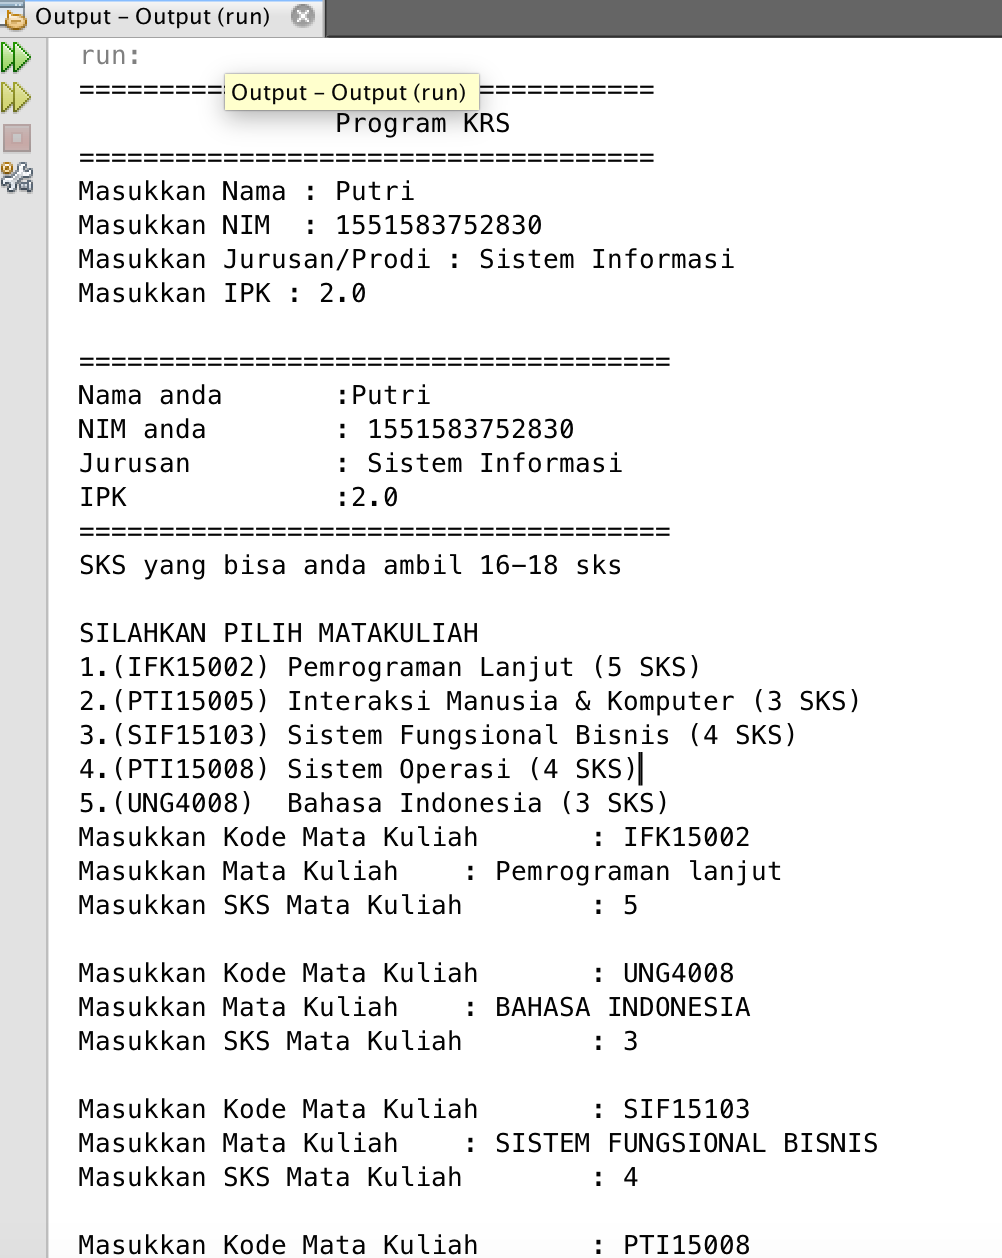 Output – Output (run)
run:
====================================
Output – Output (run)
Program KRS
====================================
Masukkan Nama : Putri
Masukkan NIM  : 1551583752830
Masukkan Jurusan/Prodi : Sistem Informasi
Masukkan IPK : 2.0
=====================================
Nama anda       :Putri
NIM anda        : 1551583752830
Jurusan         : Sistem Informasi
IPK             :2.0
=====================================
SKS yang bisa anda ambil 16–18 sks
SILAHKAN PILIH MATAKULIAH
1.(IFK15002) Pemrograman Lanjut (5 SKS)
2.(PTI15005) Interaksi Manusia & Komputer (3 SKS)
3.(SIF15103) Sistem Fungsional Bisnis (4 SKS)
4.(PTI15008) Sistem Operasi (4 SKS)
5.(UNG4008)  Bahasa Indonesia (3 SKS)
Masukkan Kode Mata Kuliah       : IFK15002
Masukkan Mata Kuliah    : Pemrograman lanjut
Masukkan SKS Mata Kuliah        : 5
Masukkan Kode Mata Kuliah       : UNG4008
Masukkan Mata Kuliah    : BAHASA INDONESIA
Masukkan SKS Mata Kuliah        : 3
Masukkan Kode Mata Kuliah       : SIF15103
Masukkan Mata Kuliah    : SISTEM FUNGSIONAL BISNIS
Masukkan SKS Mata Kuliah        : 4
Masukkan Kode Mata Kuliah       : PTI15008